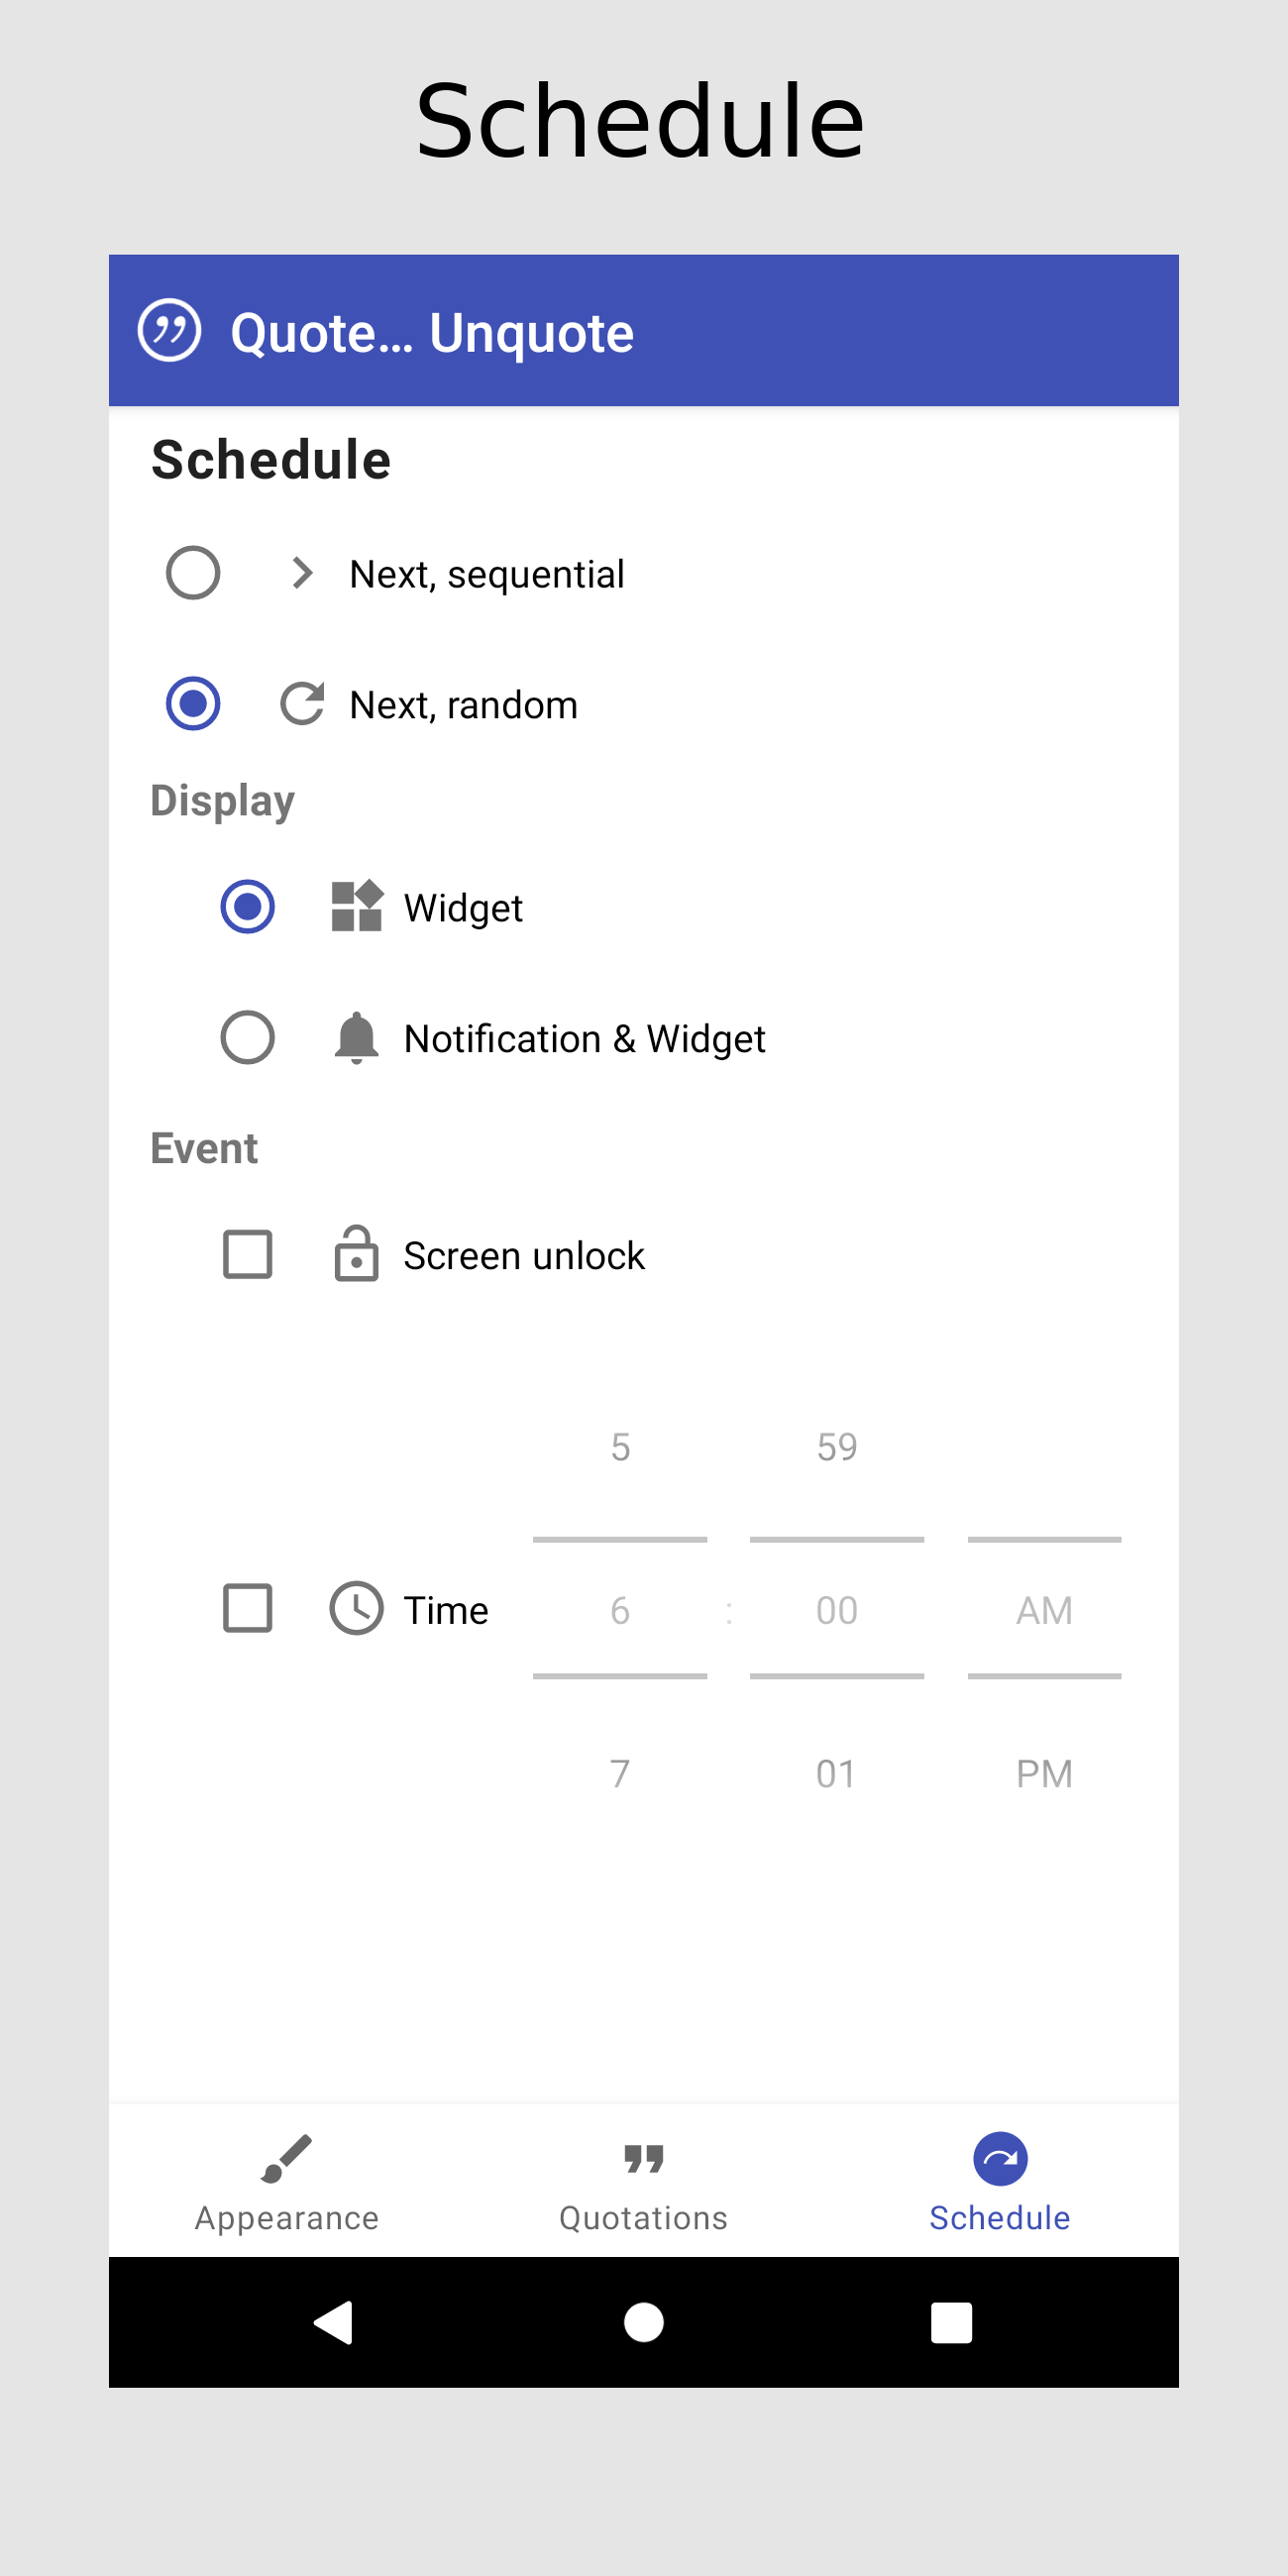 Schedule
Quote... Unquote
Schedule
Next, sequential
Next, random
Display
Widget
Notification & Widget
Event
Screen unlock
5 59
Time 6 : 00 AM
7 01 PM
Appearance Quotations Schedule